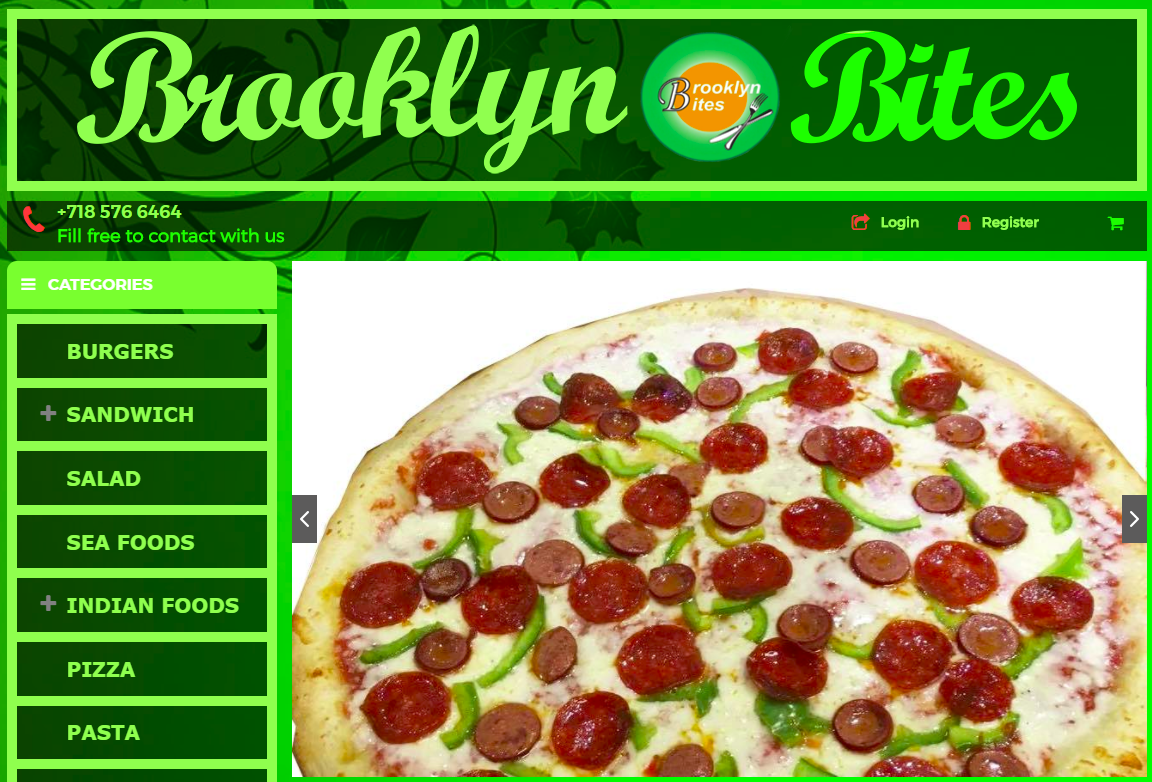 Brooklyn Bites
Brooklyn
Bites
+718 576 6464
Fill free to contact with us
Login
Register
CATEGORIES
BURGERS
SANDWICH
SALAD
SEA FOODS
INDIAN FOODS
PIZZA
PASTA